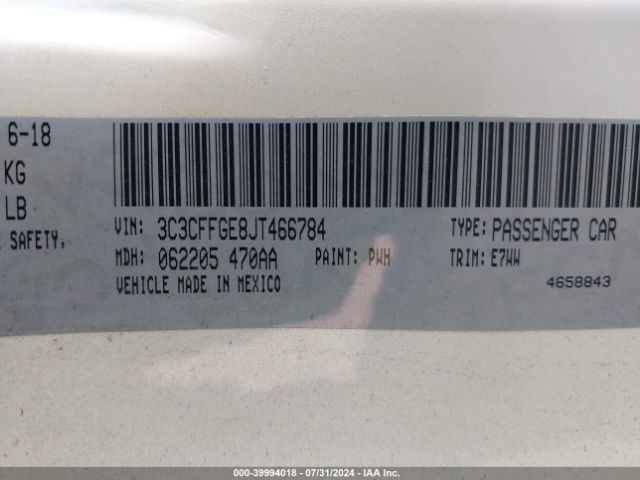 6-18
KG
LB
SAFETY,
VIN: 3C3CFFGE8JT466784 TYPE: PASSENGER CAR
MDH: 062205 470AA PAINT: PWH TRIM: E7WW
VEHICLE MADE IN MEXICO 4658843
000-39994018 - 07/31/2024 - IAA Inc.